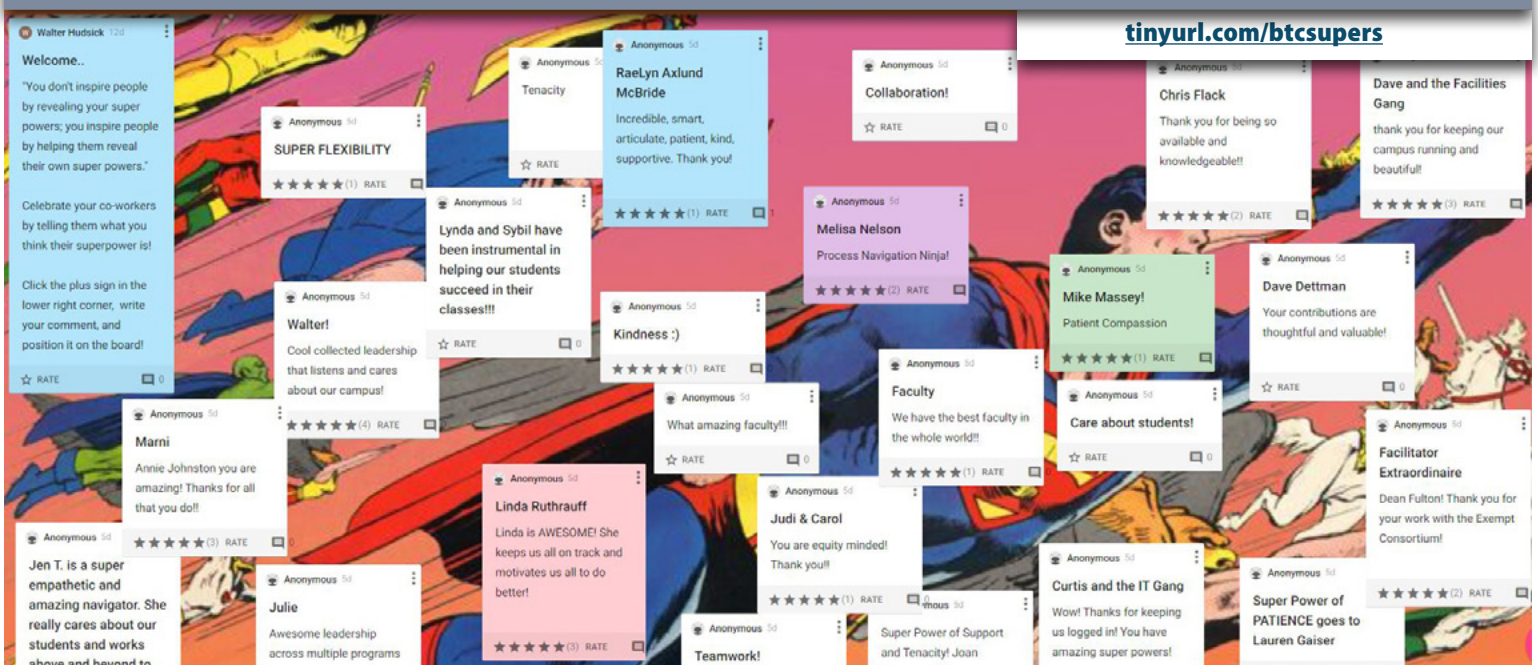 tinyurl.com/btcsupers
Walter Hudsick 12d
Welcome..
"You don't inspire people
by revealing your super
powers; you inspire people
by helping them reveal
their own super powers."
Celebrate your co-workers
by telling them what you
think their superpower is!
Click the plus sign in the
lower right corner, write
your comment, and
position it on the board!
RATE 0
Anonymous 5d
SUPER FLEXIBILITY
(1) RATE
Anonymous 5d
Tenacity
RATE
Anonymous 5d
RaeLyn Axlund
McBride
Incredible, smart,
articulate, patient, kind,
supportive. Thank you!
(1) RATE 1
Anonymous 5d
Collaboration!
RATE 0
Anonymous 5d
Chris Flack
Thank you for being so
available and
knowledgeable!!
(2) RATE
Anonymous 5d
Dave and the Facilities
Gang
thank you for keeping our
campus running and
beautiful!
(3) RATE
Anonymous 5d
Lynda and Sybil have
been instrumental in
helping our students
succeed in their
classes!!!
RATE 0
Anonymous 5d
Melisa Nelson
Process Navigation Ninja!
(2) RATE
Anonymous 5d
Mike Massey!
Patient Compassion
(1) RATE
Anonymous 5d
Dave Dettman
Your contributions are
thoughtful and valuable!
RATE 0
Anonymous 5d
Walter!
Cool collected leadership
that listens and cares
about our campus!
(4) RATE
Anonymous 5d
Kindness :)
(1) RATE
Anonymous 5d
What amazing faculty!!!
RATE 0
Anonymous 5d
Faculty
We have the best faculty in
the whole world!!
(1) RATE
Anonymous 5d
Care about students!
RATE 0
Anonymous 5d
Facilitator
Extraordinaire
Dean Fulton! Thank you for
your work with the Exempt
Consortium!
(2) RATE
Anonymous 5d
Marni
Annie Johnston you are
amazing! Thanks for all
that you do!!
(3) RATE
Anonymous 5d
Linda Ruthrauff
Linda is AWESOME! She
keeps us all on track and
motivates us all to do
better!
(3) RATE
Anonymous 5d
Judi & Carol
You are equity minded!
Thank you!!
(1) RATE 0
Anonymous 5d
Jen T. is a super
empathetic and
amazing navigator. She
really cares about our
students and works
above and beyond to
Anonymous 5d
Julie
Awesome leadership
across multiple programs
Anonymous 5d
Teamwork!
mous 5d
Super Power of Support
and Tenacity! Joan
Anonymous 5d
Curtis and the IT Gang
Wow! Thanks for keeping
us logged in! You have
amazing super powers!
Anonymous 5d
Super Power of
PATIENCE goes to
Lauren Gaiser